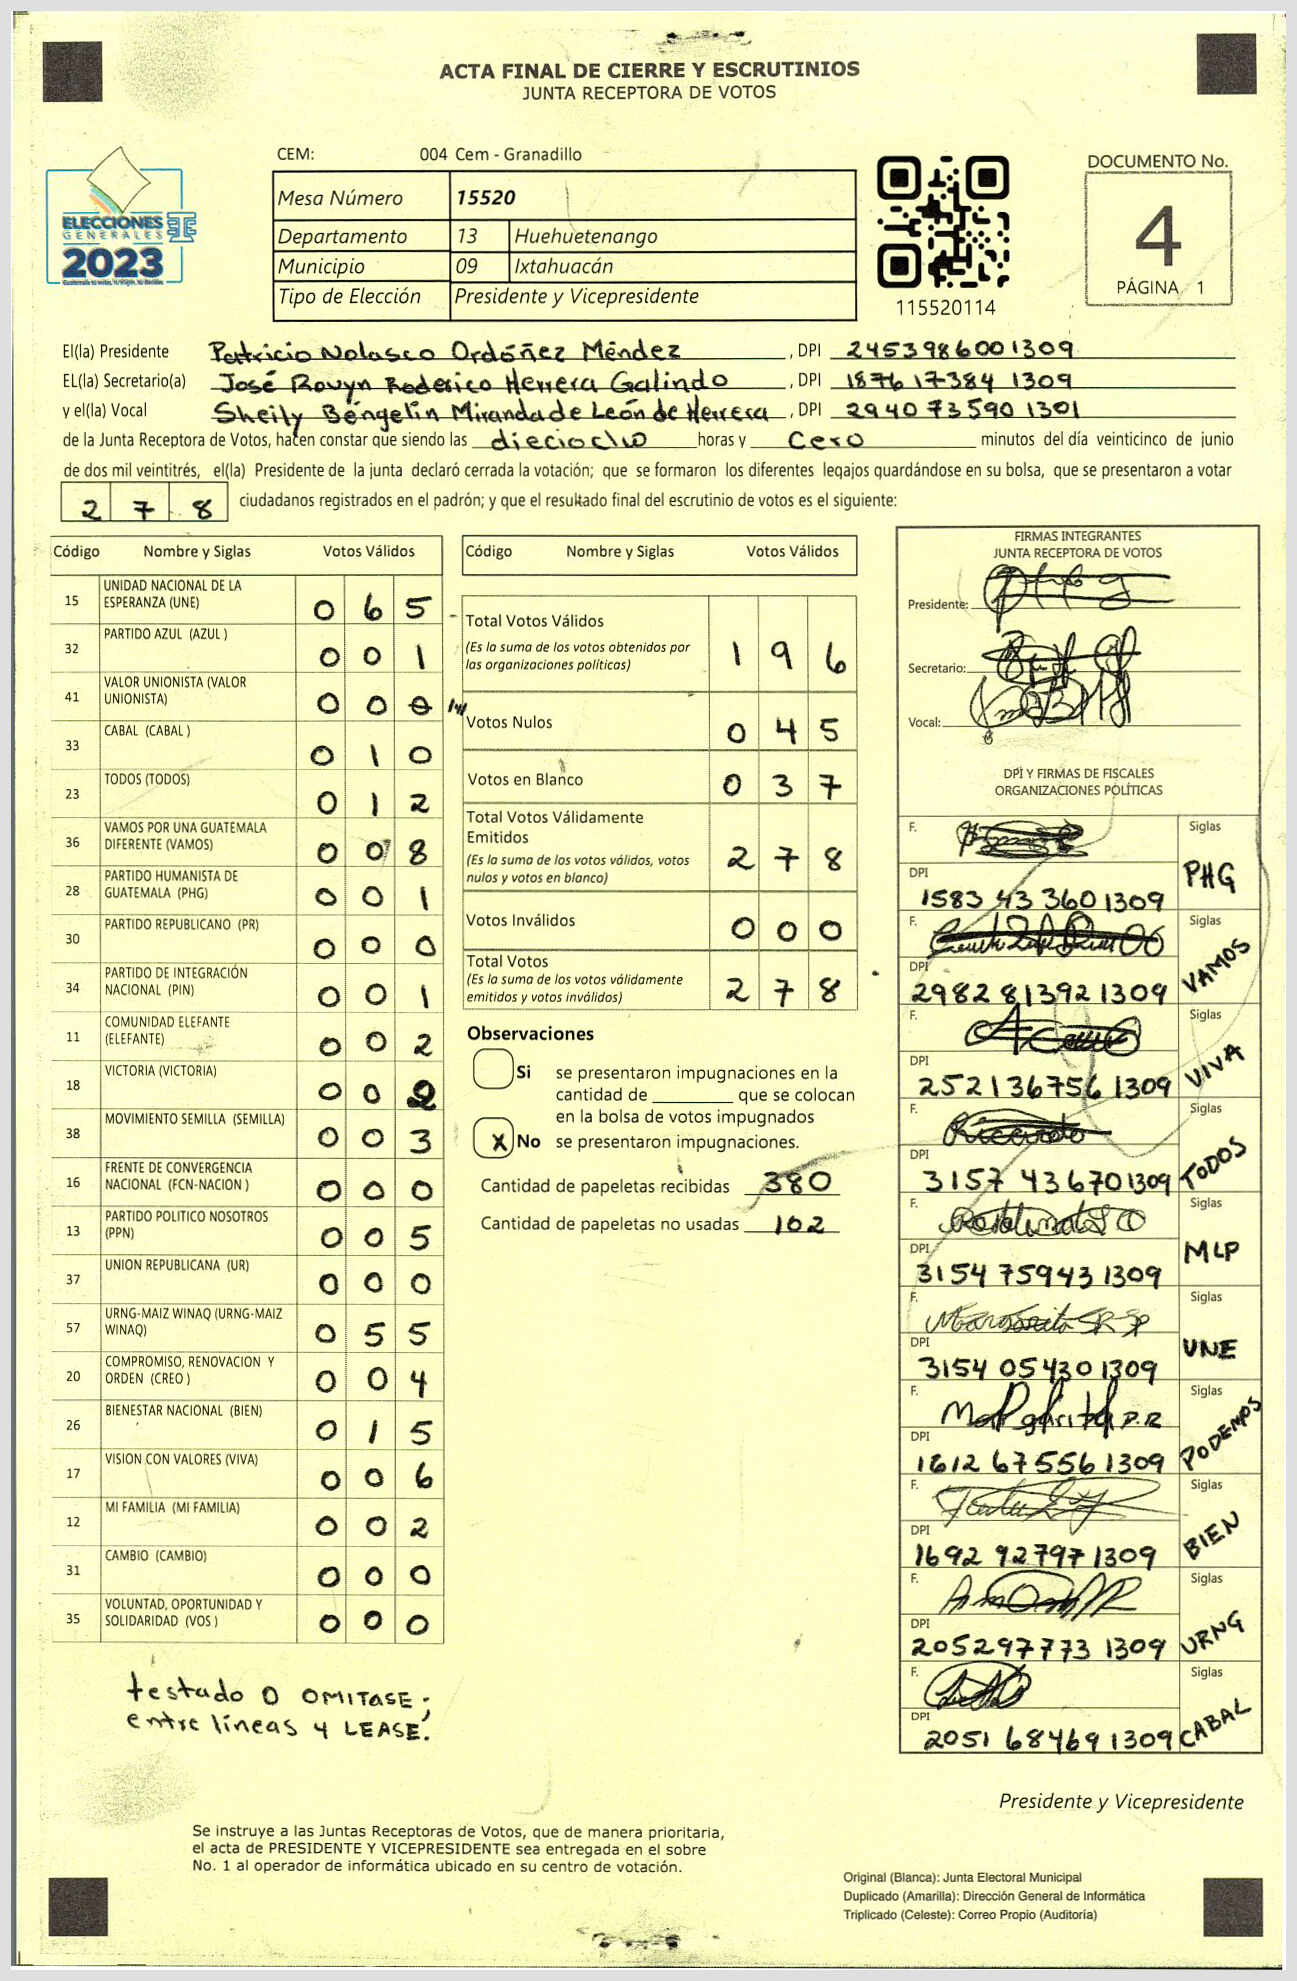 ACTA FINAL DE CIERRE Y ESCRUTINIOS
JUNTA RECEPTORA DE VOTOS
ELECCIONES
GENERALES
2023
CEM: 004 Cem - Granadillo
Mesa Número 15520
Departamento 13 Huehuetenango
Municipio 09 Ixtahuacán
Tipo de Elección Presidente y Vicepresidente
115520114
DOCUMENTO No.
4
PÁGINA 1
El(la) Presidente Patricio Nolasco Ordóñez Méndez, DPI 2453986001309
EL(la) Secretario(a) José Rovyn Roderico Herrera Galindo, DPI 1876 17384 1309
y el(la) Vocal Sheily Béngelin Miranda de León de Herrera, DPI 2940 73590 1301
de la Junta Receptora de Votos, hacen constar que siendo las dieciocho horas y cero minutos del día veinticinco de junio
de dos mil veintitrés, el(la) Presidente de la junta declaró cerrada la votación; que se formaron los diferentes legajos guardándose en su bolsa, que se presentaron a votar
278 ciudadanos registrados en el padrón; y que el resultado final del escrutinio de votos es el siguiente:
Código Nombre y Siglas Votos Válidos
15 UNIDAD NACIONAL DE LA ESPERANZA (UNE) 0 6 5
32 PARTIDO AZUL (AZUL ) 0 0 1
41 VALOR UNIONISTA (VALOR UNIONISTA) 0 0 0
33 CABAL (CABAL ) 0 1 0
23 TODOS (TODOS) 0 1 2
36 VAMOS POR UNA GUATEMALA DIFERENTE (VAMOS) 0 0 8
28 PARTIDO HUMANISTA DE GUATEMALA (PHG) 0 0 1
30 PARTIDO REPUBLICANO (PR) 0 0 0
34 PARTIDO DE INTEGRACIÓN NACIONAL (PIN) 0 0 1
11 COMUNIDAD ELEFANTE (ELEFANTE) 0 0 2
18 VICTORIA (VICTORIA) 0 0 2
38 MOVIMIENTO SEMILLA (SEMILLA) 0 0 3
16 FRENTE DE CONVERGENCIA NACIONAL (FCN-NACION ) 0 0 0
13 PARTIDO POLITICO NOSOTROS (PPN) 0 0 5
37 UNION REPUBLICANA (UR) 0 0 0
57 URNG-MAIZ WINAQ (URNG-MAIZ WINAQ) 0 5 5
20 COMPROMISO, RENOVACION Y ORDEN (CREO ) 0 0 4
26 BIENESTAR NACIONAL (BIEN) 0 1 5
17 VISION CON VALORES (VIVA) 0 0 6
12 MI FAMILIA (MI FAMILIA) 0 0 2
31 CAMBIO (CAMBIO) 0 0 0
35 VOLUNTAD, OPORTUNIDAD Y SOLIDARIDAD (VOS ) 0 0 0
testado 0 OMITASE;
entre líneas 4 LEASE.
Código Nombre y Siglas Votos Válidos
Total Votos Válidos 1 9 6
(Es la suma de los votos obtenidos por
las organizaciones políticas)
Votos Nulos 0 4 5
Votos en Blanco 0 3 7
Total Votos Válidamente
Emitidos 2 7 8
(Es la suma de los votos válidos, votos
nulos y votos en blanco)
Votos Inválidos 0 0 0
Total Votos 2 7 8
(Es la suma de los votos válidamente
emitidos y votos inválidos)
Observaciones
Si se presentaron impugnaciones en la
cantidad de ________ que se colocan
en la bolsa de votos impugnados
X No se presentaron impugnaciones.
Cantidad de papeletas recibidas 380
Cantidad de papeletas no usadas 102
FIRMAS INTEGRANTES
JUNTA RECEPTORA DE VOTOS
Presidente:
Secretario:
Vocal:
DPI Y FIRMAS DE FISCALES
ORGANIZACIONES POLÍTICAS
F. Siglas PHG
DPI 1583 43 360 1309
F. Siglas VAMOS
DPI 2982 81392 1309
F. Siglas VIVA
DPI 252136756 1309
F. Siglas TODOS
DPI 3157 43670 1309
F. Siglas MLP
DPI 3154 75943 1309
F. Siglas UNE
DPI 3154 05430 1309
F. Siglas PODEMOS
DPI 1612 67556 1309
F. Siglas BIEN
DPI 1692 92797 1309
F. Siglas URNG
DPI 205297773 1309
F. Siglas CABAL
DPI 2051 68469 1309
Presidente y Vicepresidente
Se instruye a las Juntas Receptoras de Votos, que de manera prioritaria,
el acta de PRESIDENTE Y VICEPRESIDENTE sea entregada en el sobre
No. 1 al operador de informática ubicado en su centro de votación.
Original (Blanca): Junta Electoral Municipal
Duplicado (Amarilla): Dirección General de Informática
Triplicado (Celeste): Correo Propio (Auditoría)